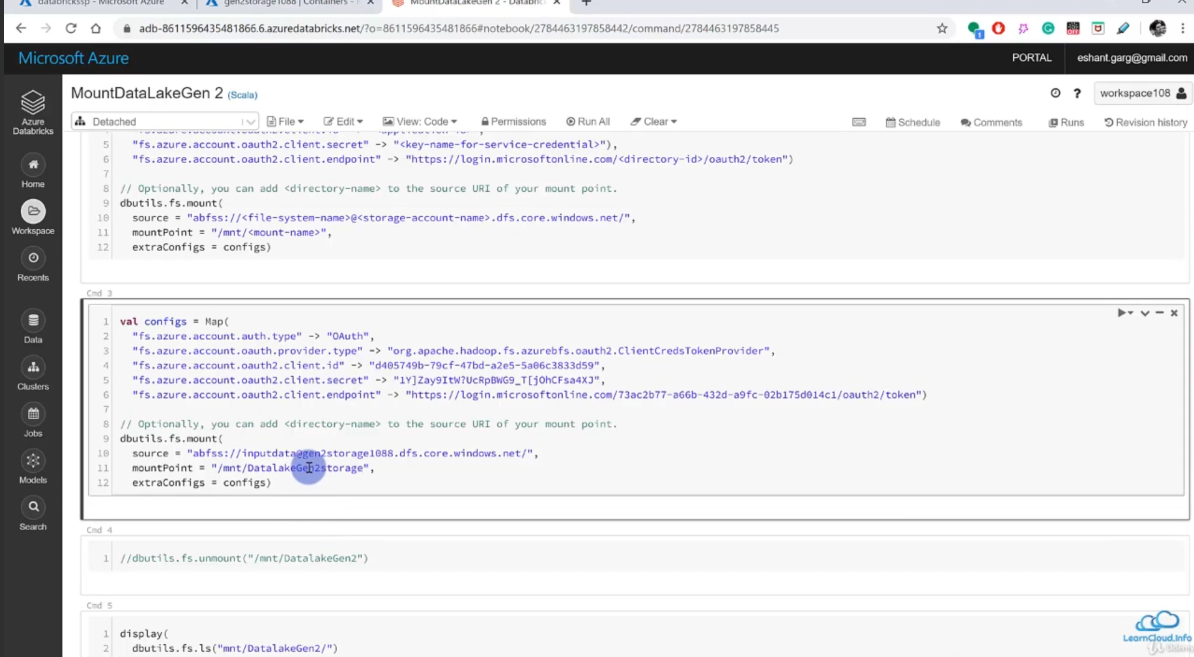 databricks5p - Microsoft Azure
gen2storage1088 | Containers -
MountDataLakeGen 2 - Databric
adb-8611596435481866.6.azuredatabricks.net/?o=8611596435481866#notebook/2784463197858442/command/2784463197858445
Microsoft Azure
PORTAL
eshant.garg@gmail.com
Azure
Databricks
Home
Workspace
Recents
Data
Clusters
Jobs
Models
Search
MountDataLakeGen 2 (Scala)
? workspace108
Detached
File
Edit
View: Code
Permissions
Run All
Clear
Schedule
Comments
Runs
Revision history
5 "fs.azure.account.oauth2.client.secret" -> "<key-name-for-service-credential>"),
6 "fs.azure.account.oauth2.client.endpoint" -> "https://login.microsoftonline.com/<directory-id>/oauth2/token")
7
8 // Optionally, you can add <directory-name> to the source URI of your mount point.
9 dbutils.fs.mount(
10 source = "abfss://<file-system-name>@<storage-account-name>.dfs.core.windows.net/",
11 mountPoint = "/mnt/<mount-name>",
12 extraConfigs = configs)
Cmd 3
1 val configs = Map(
2 "fs.azure.account.auth.type" -> "OAuth",
3 "fs.azure.account.oauth.provider.type" -> "org.apache.hadoop.fs.azurebfs.oauth2.ClientCredsTokenProvider",
4 "fs.azure.account.oauth2.client.id" -> "d405749b-79cf-47bd-a2e5-5a06c3833d59",
5 "fs.azure.account.oauth2.client.secret" -> "1Y]Zay9ItW?UcRpBWG9_T[jOhCFsa4XJ",
6 "fs.azure.account.oauth2.client.endpoint" -> "https://login.microsoftonline.com/73ac2b77-a66b-432d-a9fc-02b175d014c1/oauth2/token")
7
8 // Optionally, you can add <directory-name> to the source URI of your mount point.
9 dbutils.fs.mount(
10 source = "abfss://inputdata@gen2storage1088.dfs.core.windows.net/",
11 mountPoint = "/mnt/DatalakeGen2storage",
12 extraConfigs = configs)
Cmd 4
1 //dbutils.fs.unmount("/mnt/DatalakeGen2")
Cmd 5
1 display(
2 dbutils.fs.ls("mnt/DatalakeGen2/")
LearnCloud.Info
Udemy